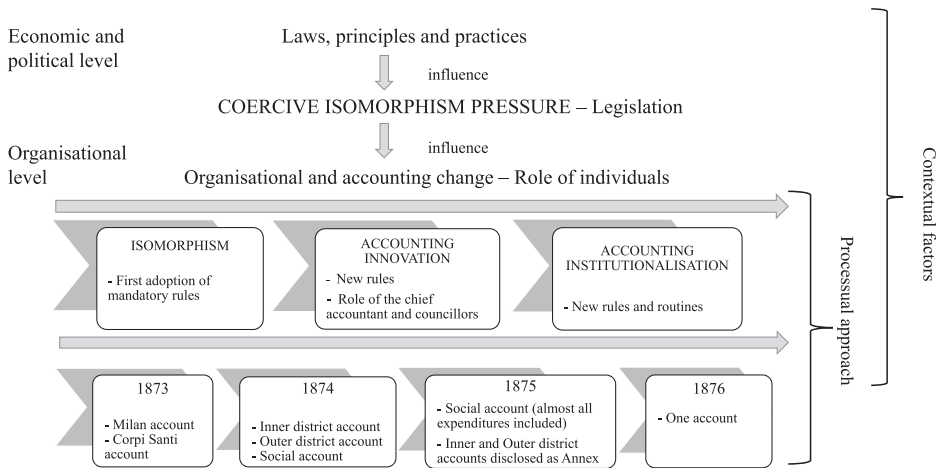 Economic and
political level
Laws, principles and practices
influence
COERCIVE ISOMORPHISM PRESSURE – Legislation
influence
Organisational
level
Organisational and accounting change – Role of individuals
ISOMORPHISM
- First adoption of
mandatory rules
ACCOUNTING
INNOVATION
- New rules
- Role of the chief
accountant and councillors
ACCOUNTING
INSTITUTIONALISATION
- New rules and routines
1873
- Milan account
- Corpi Santi
account
1874
- Inner district account
- Outer district account
- Social account
1875
- Social account (almost all
expenditures included)
- Inner and Outer district
accounts disclosed as Annex
1876
- One account
Processual approach
Contextual factors